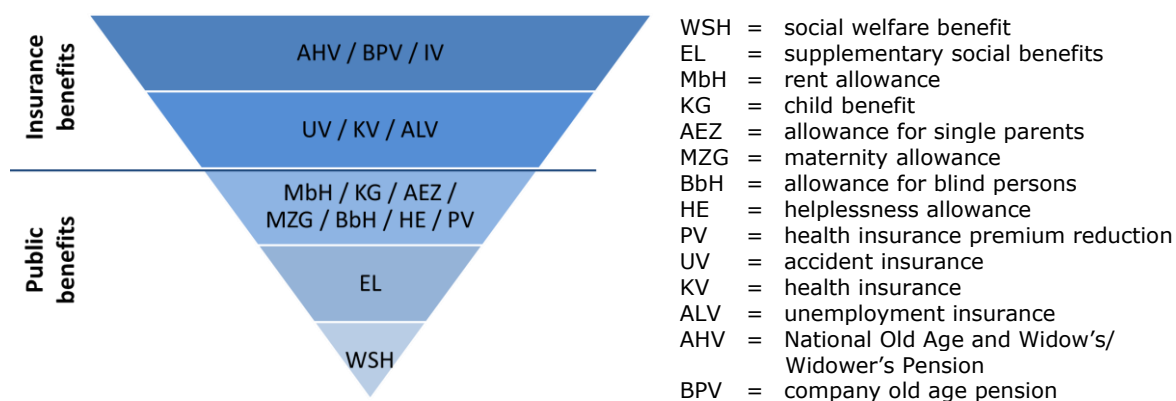 Insurance
benefits
AHV / BPV / IV
UV / KV / ALV
Public
benefits
MbH / KG / AEZ /
MZG / BbH / HE / PV
EL
WSH
WSH = social welfare benefit
EL = supplementary social benefits
MbH = rent allowance
KG = child benefit
AEZ = allowance for single parents
MZG = maternity allowance
BbH = allowance for blind persons
HE = helplessness allowance
PV = health insurance premium reduction
UV = accident insurance
KV = health insurance
ALV = unemployment insurance
AHV = National Old Age and Widow's/
Widower's Pension
BPV = company old age pension